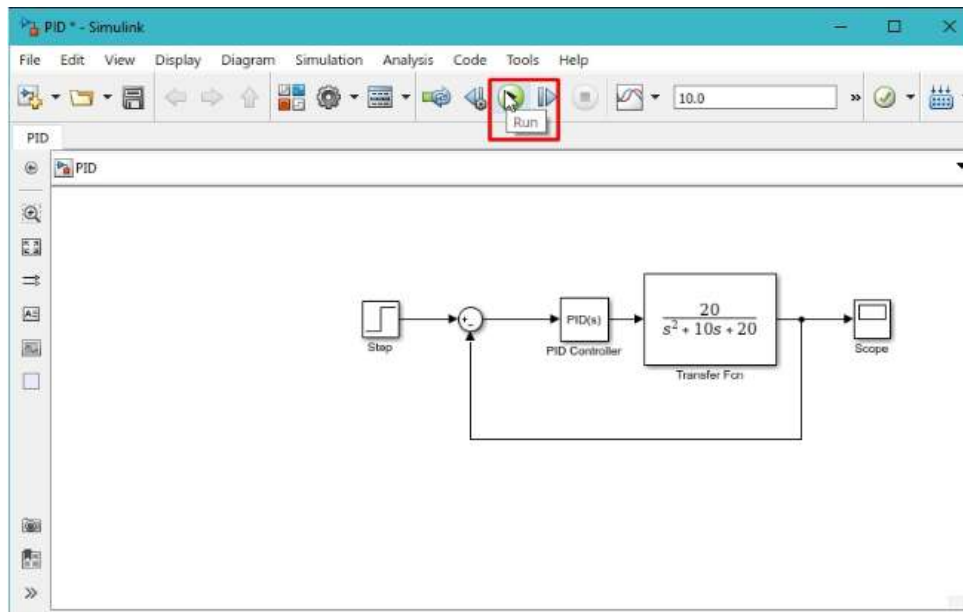 PID * - Simulink
File Edit View Display Diagram Simulation Analysis Code Tools Help
10.0
»
Run
PID
PID
20
s² + 10s + 20
PID(s)
+-
Step
PID Controller
Scope
Transfer Fcn
A≡
»